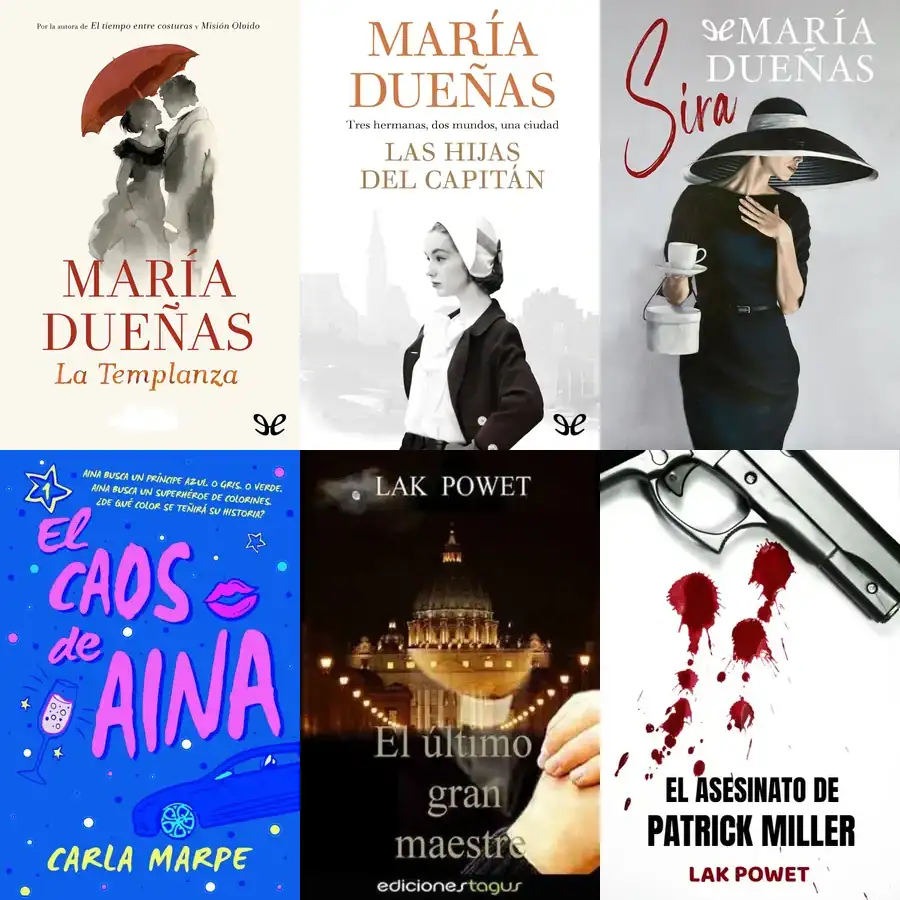 Por la autora de El tiempo entre costuras y Misión Olvido
MARÍA
DUEÑAS
La Templanza
MARÍA
DUEÑAS
Tres hermanas, dos mundos, una ciudad
LAS HIJAS
DEL CAPITÁN
MARÍA
DUEÑAS
Sira
1
AINA BUSCA UN PRÍNCIPE AZUL. O GRIS. O VERDE.
AINA BUSCA UN SUPERHÉROE DE COLORINES.
¿DE QUÉ COLOR SE TEÑIRÁ SU HISTORIA?
El
CAOS
de
AINA
CARLA MARPE
LAK POWET
El último
gran
maestre
edicionestagus
EL ASESINATO DE
PATRICK MILLER
LAK POWET